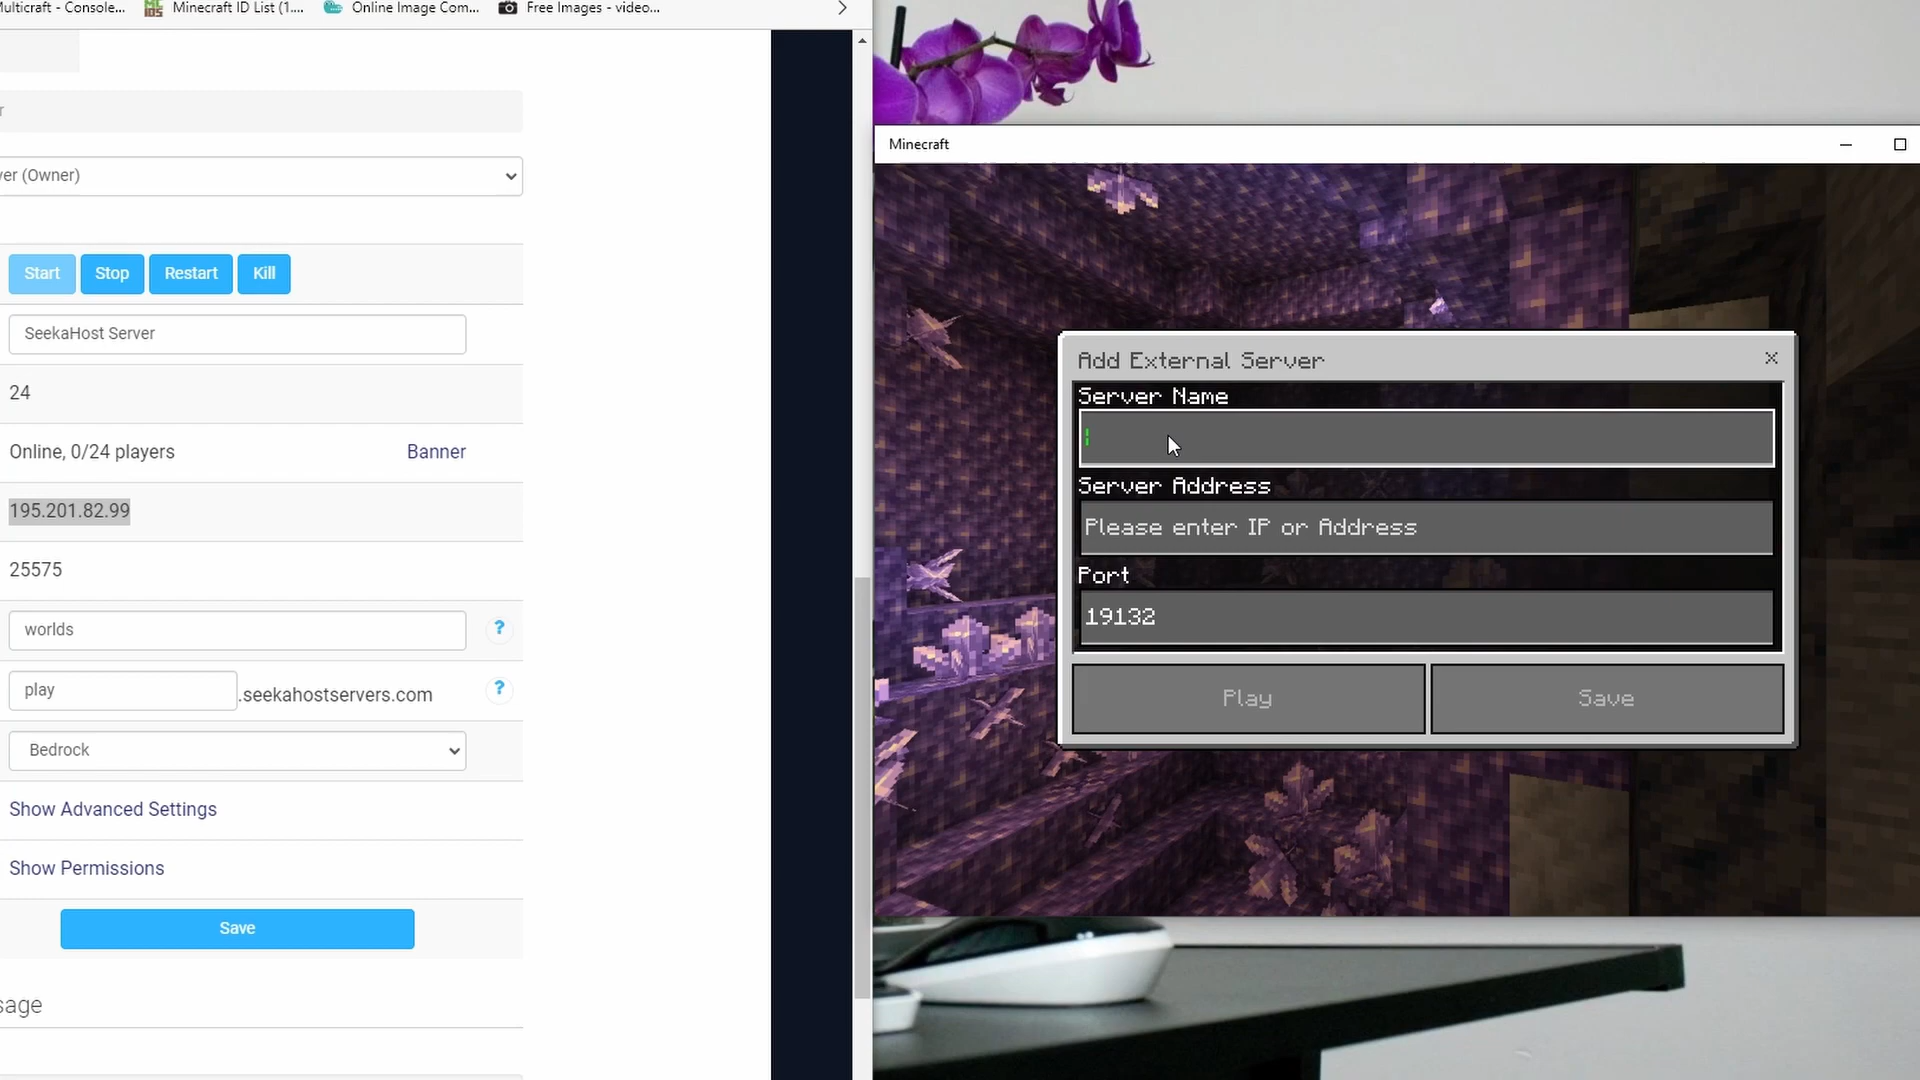 Multicraft - Console...
Minecraft ID List (1....
Online Image Com...
Free Images - video...
r
ver (Owner)
Start
Stop
Restart
Kill
SeekaHost Server
24
Online, 0/24 players
Banner
195.201.82.99
25575
worlds
?
play
.seekahostservers.com
?
Bedrock
Show Advanced Settings
Show Permissions
Save
sage
Minecraft
Add External Server
Server Name
Server Address
Please enter IP or Address
Port
19132
Play
Save